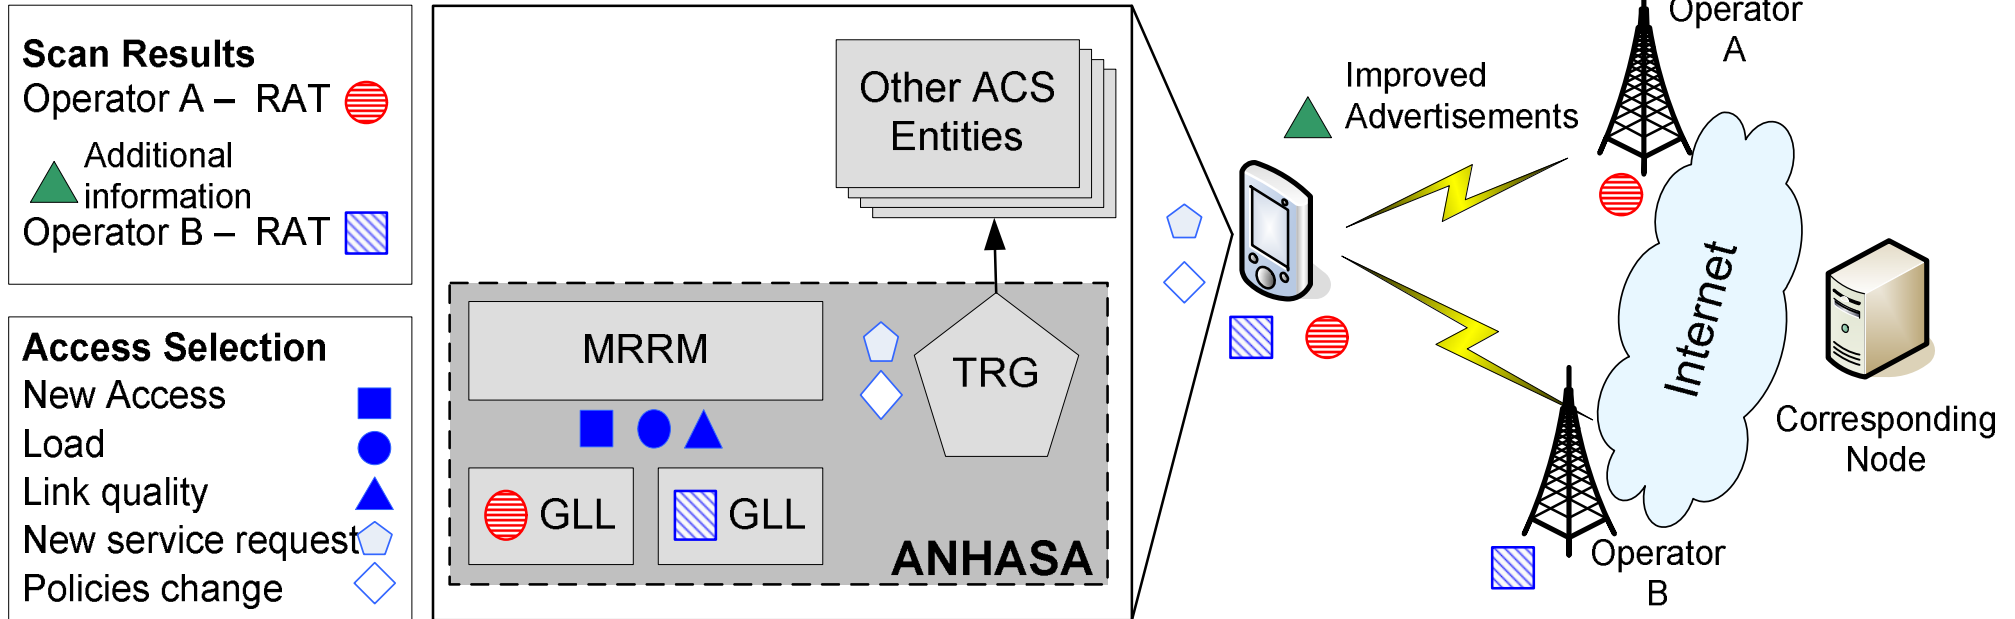 Scan Results
Operator A – RAT
Additional
information
Operator B – RAT
Access Selection
New Access
Load
Link quality
New service request
Policies change
Other ACS
Entities
MRRM
TRG
GLL
GLL
ANHASA
Improved
Advertisements
Operator
A
Internet
Corresponding
Node
Operator
B